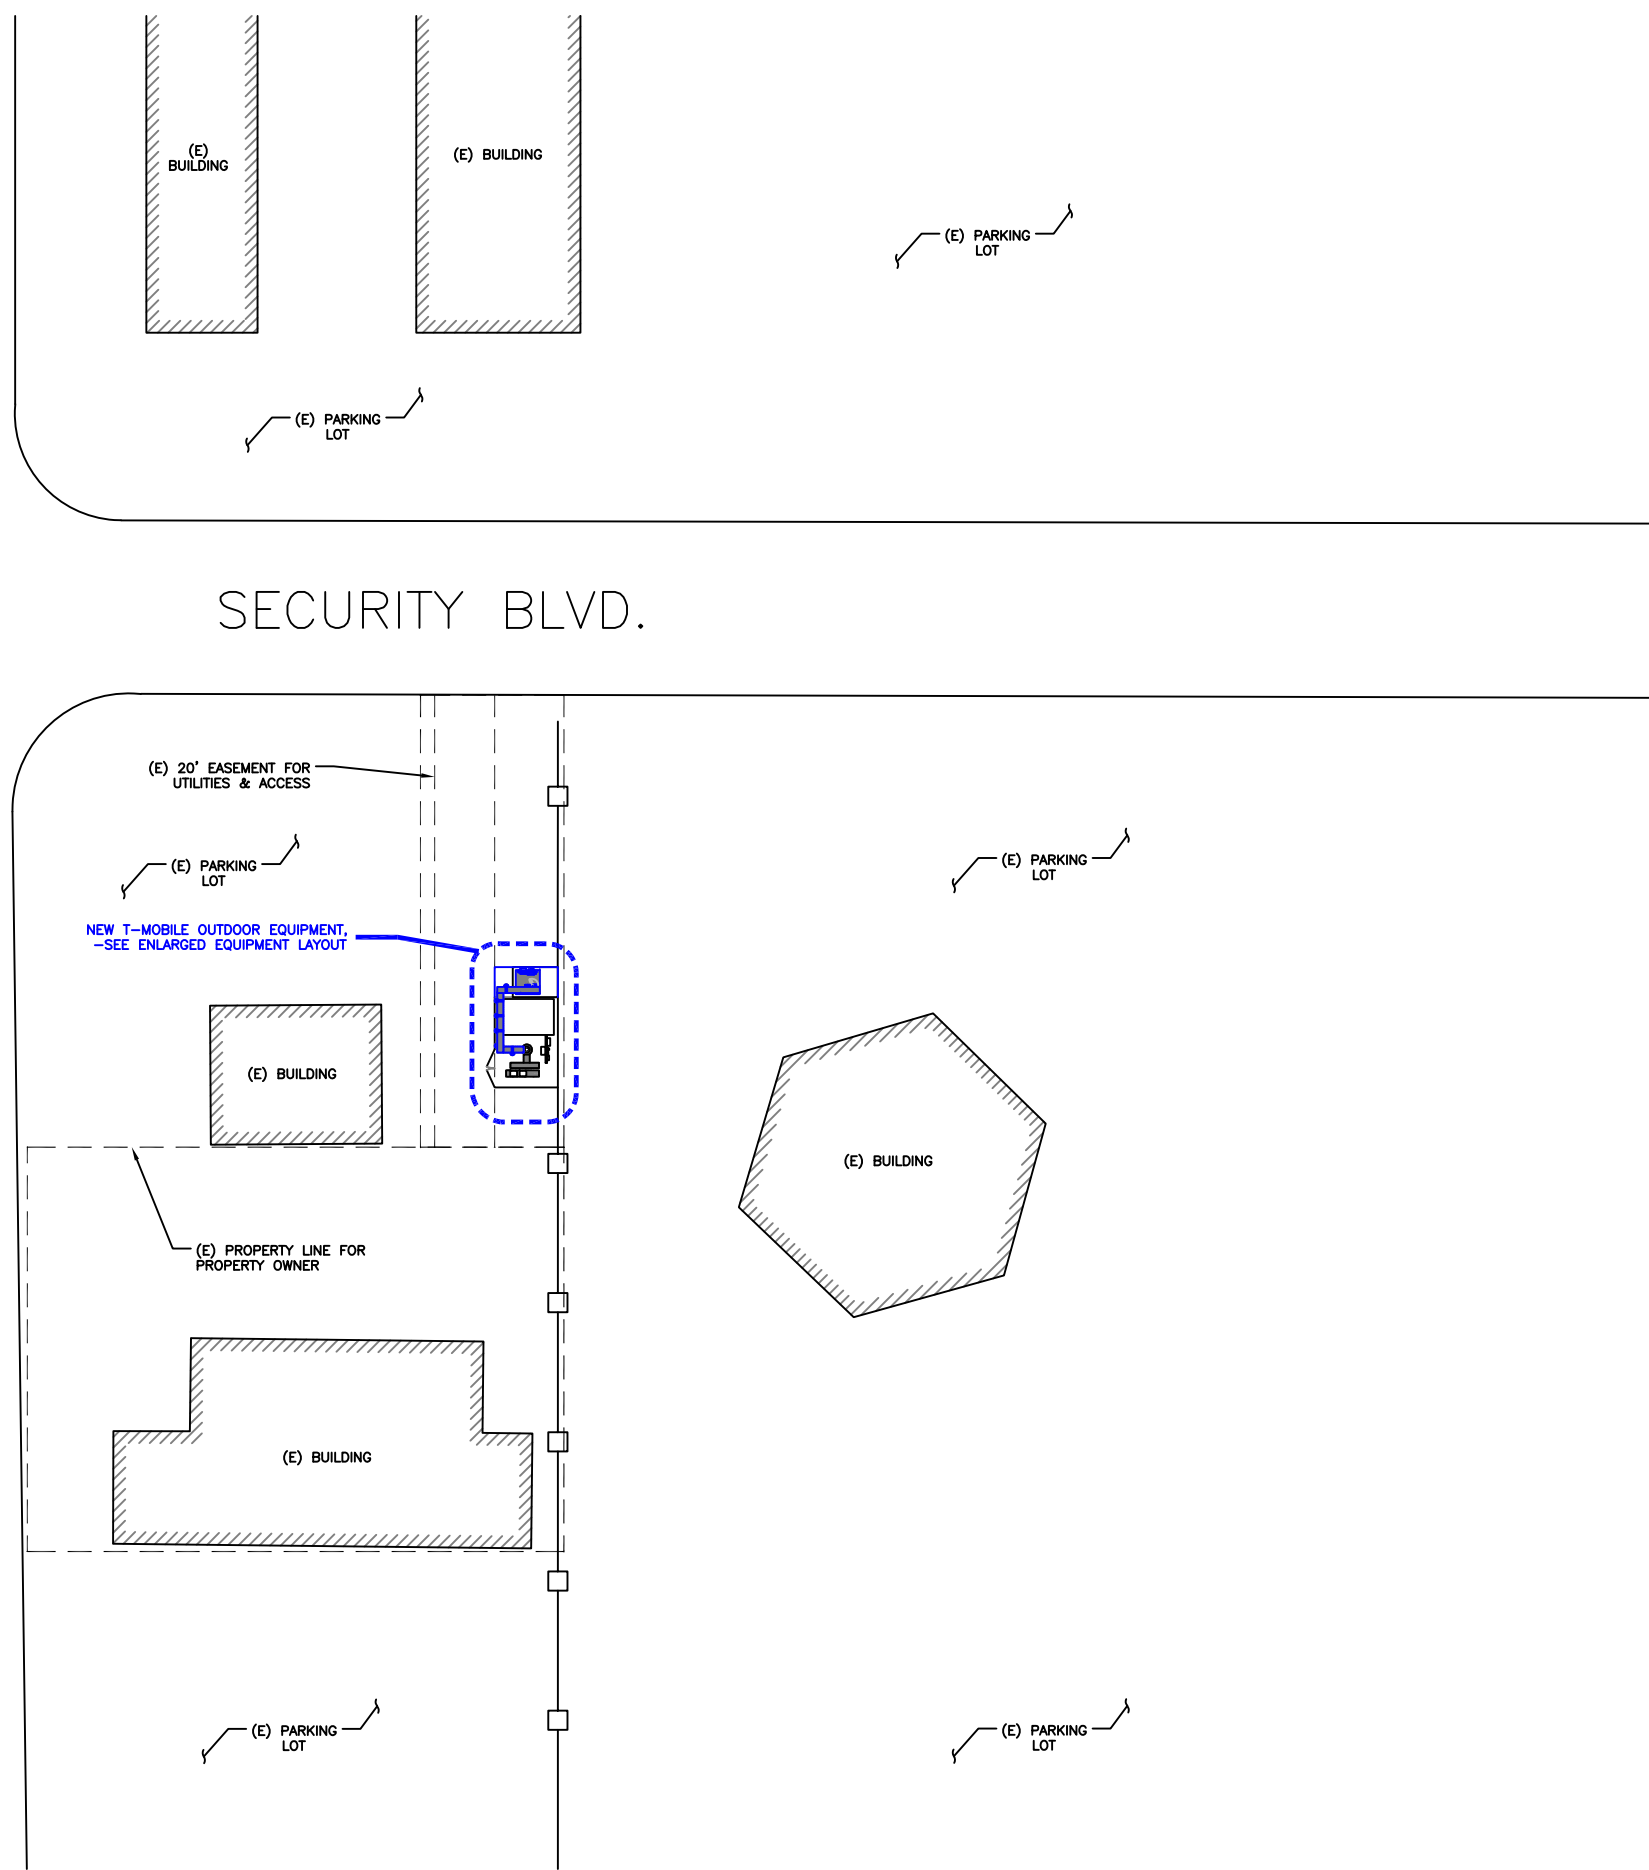 (E)
BUILDING
(E) BUILDING
(E) PARKING
LOT
(E) PARKING
LOT
SECURITY BLVD.
(E) 20' EASEMENT FOR
UTILITIES & ACCESS
(E) PARKING
LOT
(E) PARKING
LOT
NEW T-MOBILE OUTDOOR EQUIPMENT,
-SEE ENLARGED EQUIPMENT LAYOUT
(E) BUILDING
(E) BUILDING
(E) PROPERTY LINE FOR
PROPERTY OWNER
(E) BUILDING
(E) PARKING
LOT
(E) PARKING
LOT